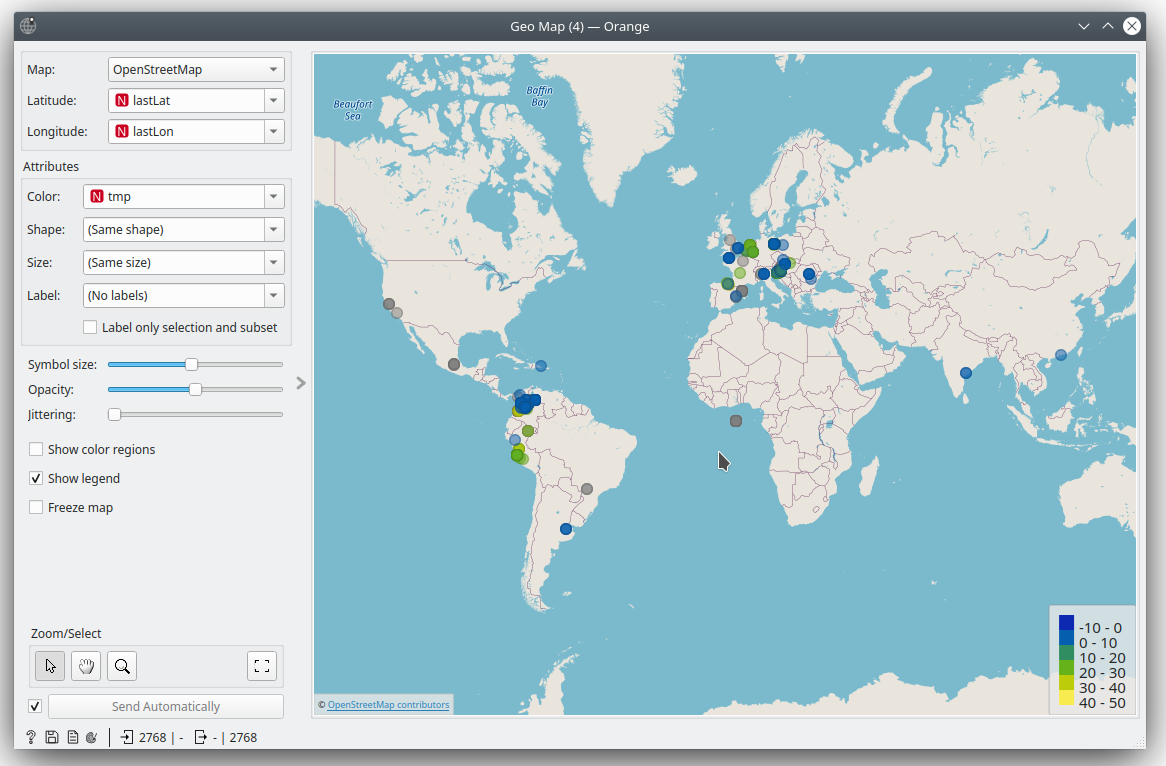 Geo Map (4) — Orange
Map: OpenStreetMap
Latitude: N lastLat
Longitude: N lastLon
Attributes
Color: N tmp
Shape: (Same shape)
Size: (Same size)
Label: (No labels)
Label only selection and subset
Symbol size:
Opacity:
Jittering:
Show color regions
Show legend
Freeze map
Zoom/Select
Send Automatically
? 2768 | - - | 2768
Beaufort
Sea
Baffin
Bay
-10 - 0
0 - 10
10 - 20
20 - 30
30 - 40
40 - 50
© OpenStreetMap contributors